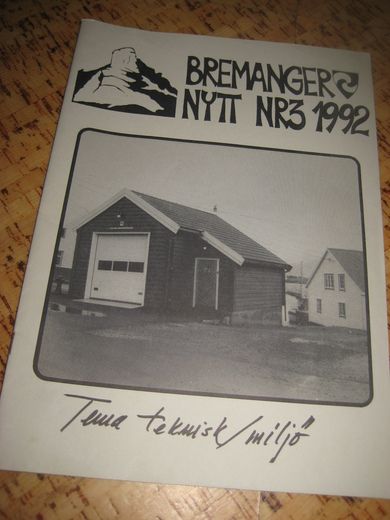 BREMANGER
NYTT NR3 1992
Tema teknisk/miljö"